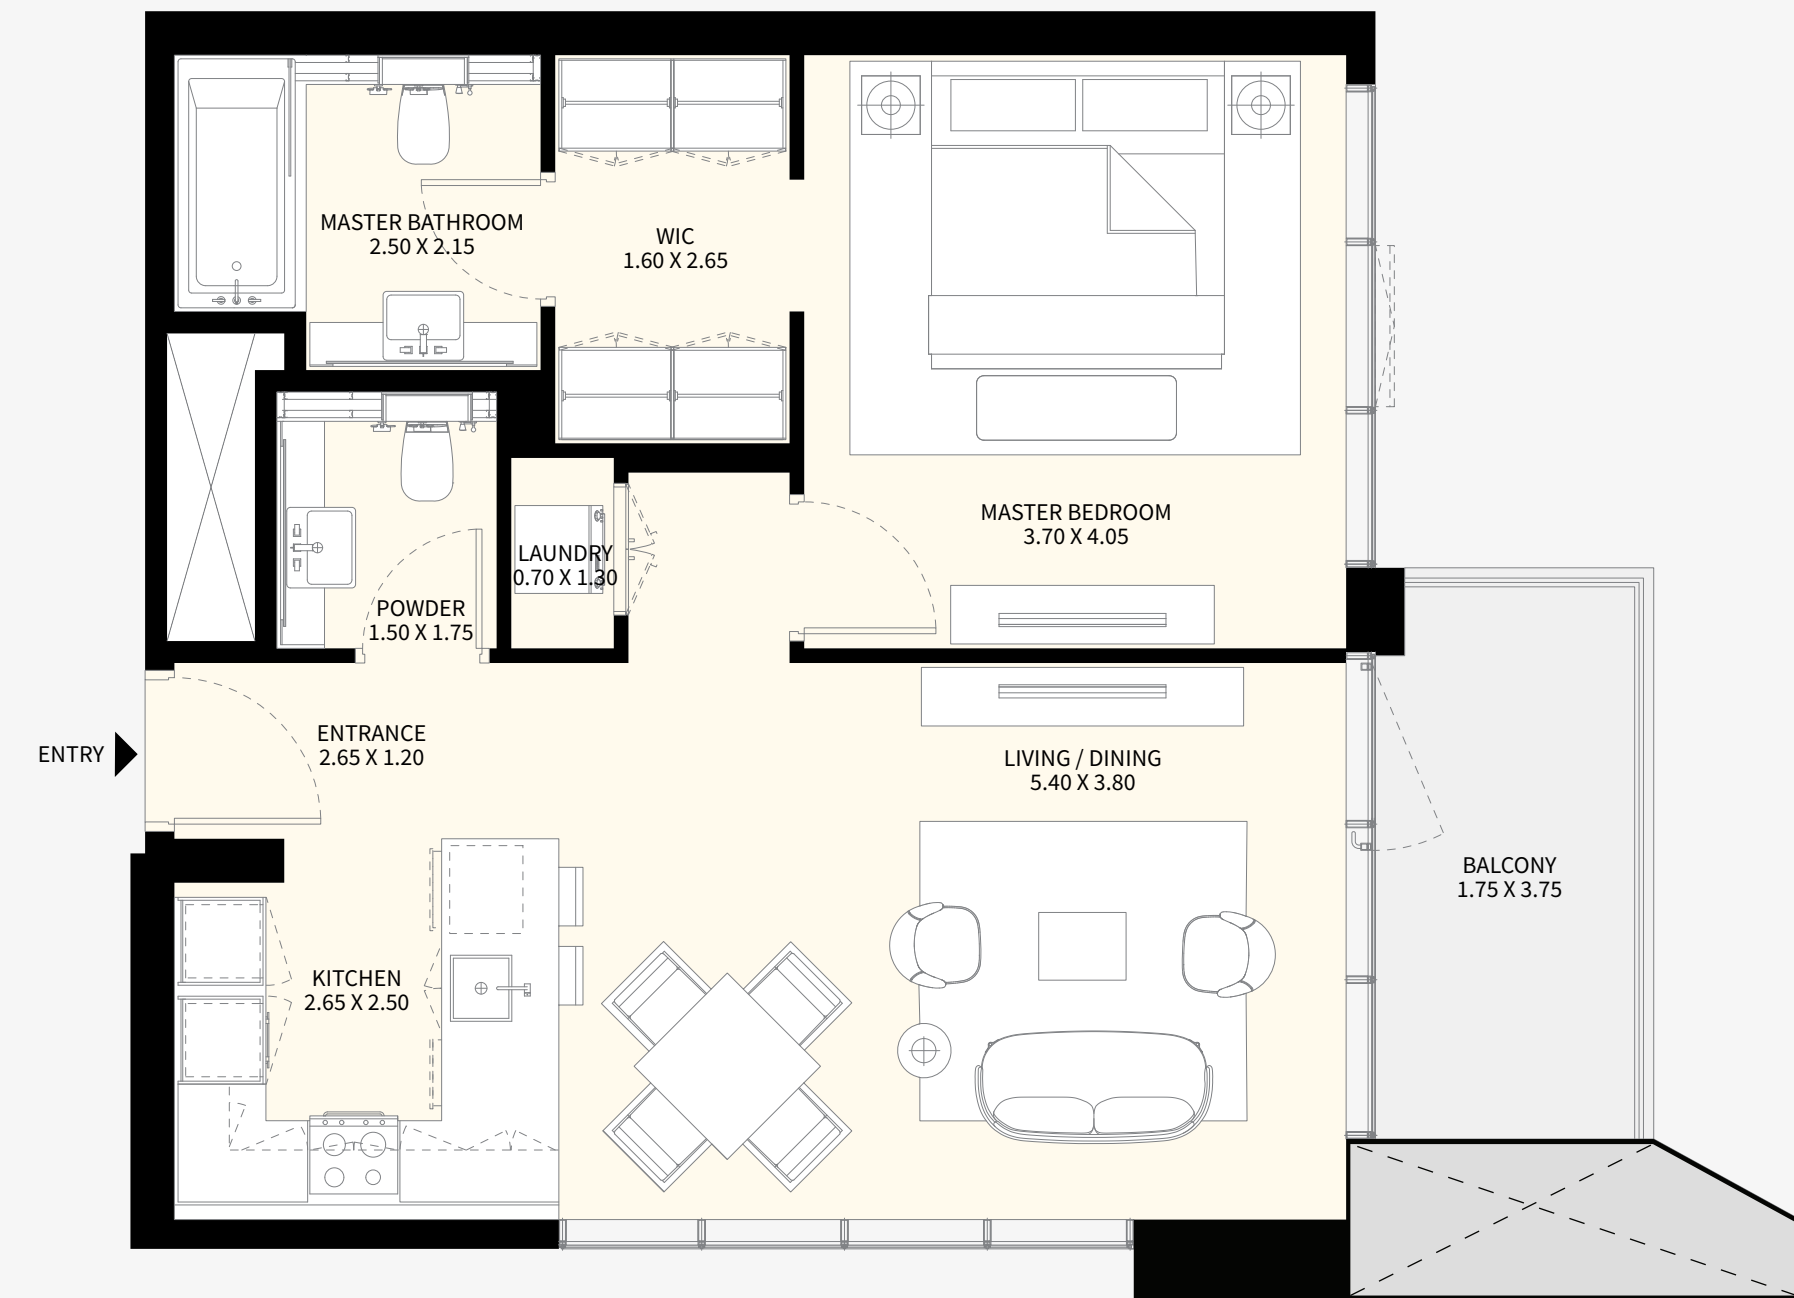 MASTER BATHROOM
2.50 X 2.15
WIC
1.60 X 2.65
MASTER BEDROOM
3.70 X 4.05
LAUNDRY
0.70 X 1.30
POWDER
1.50 X 1.75
ENTRY
ENTRANCE
2.65 X 1.20
LIVING / DINING
5.40 X 3.80
BALCONY
1.75 X 3.75
KITCHEN
2.65 X 2.50